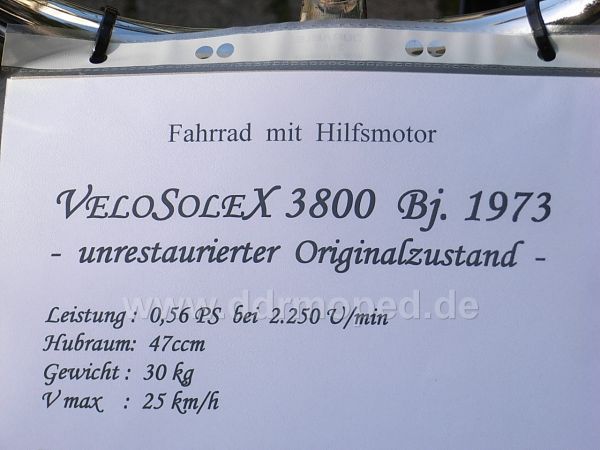 Fahrrad mit Hilfsmotor
VELOSOLEX 3800 Bj. 1973
- unrestaurierter Originalzustand -
www.ddrmoped.de
Leistung : 0,56 PS bei 2.250 U/min
Hubraum: 47ccm
Gewicht : 30 kg
V max : 25 km/h